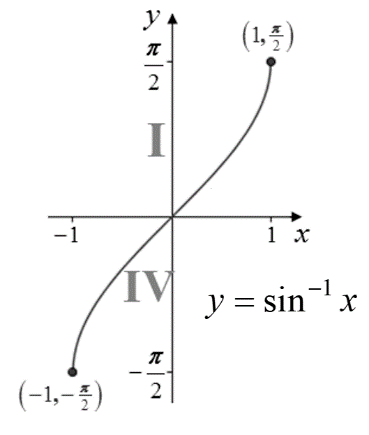 y
(1, π/2)
π/2
I
−1
1
x
IV
y = sin⁻¹ x
−π/2
(−1, −π/2)